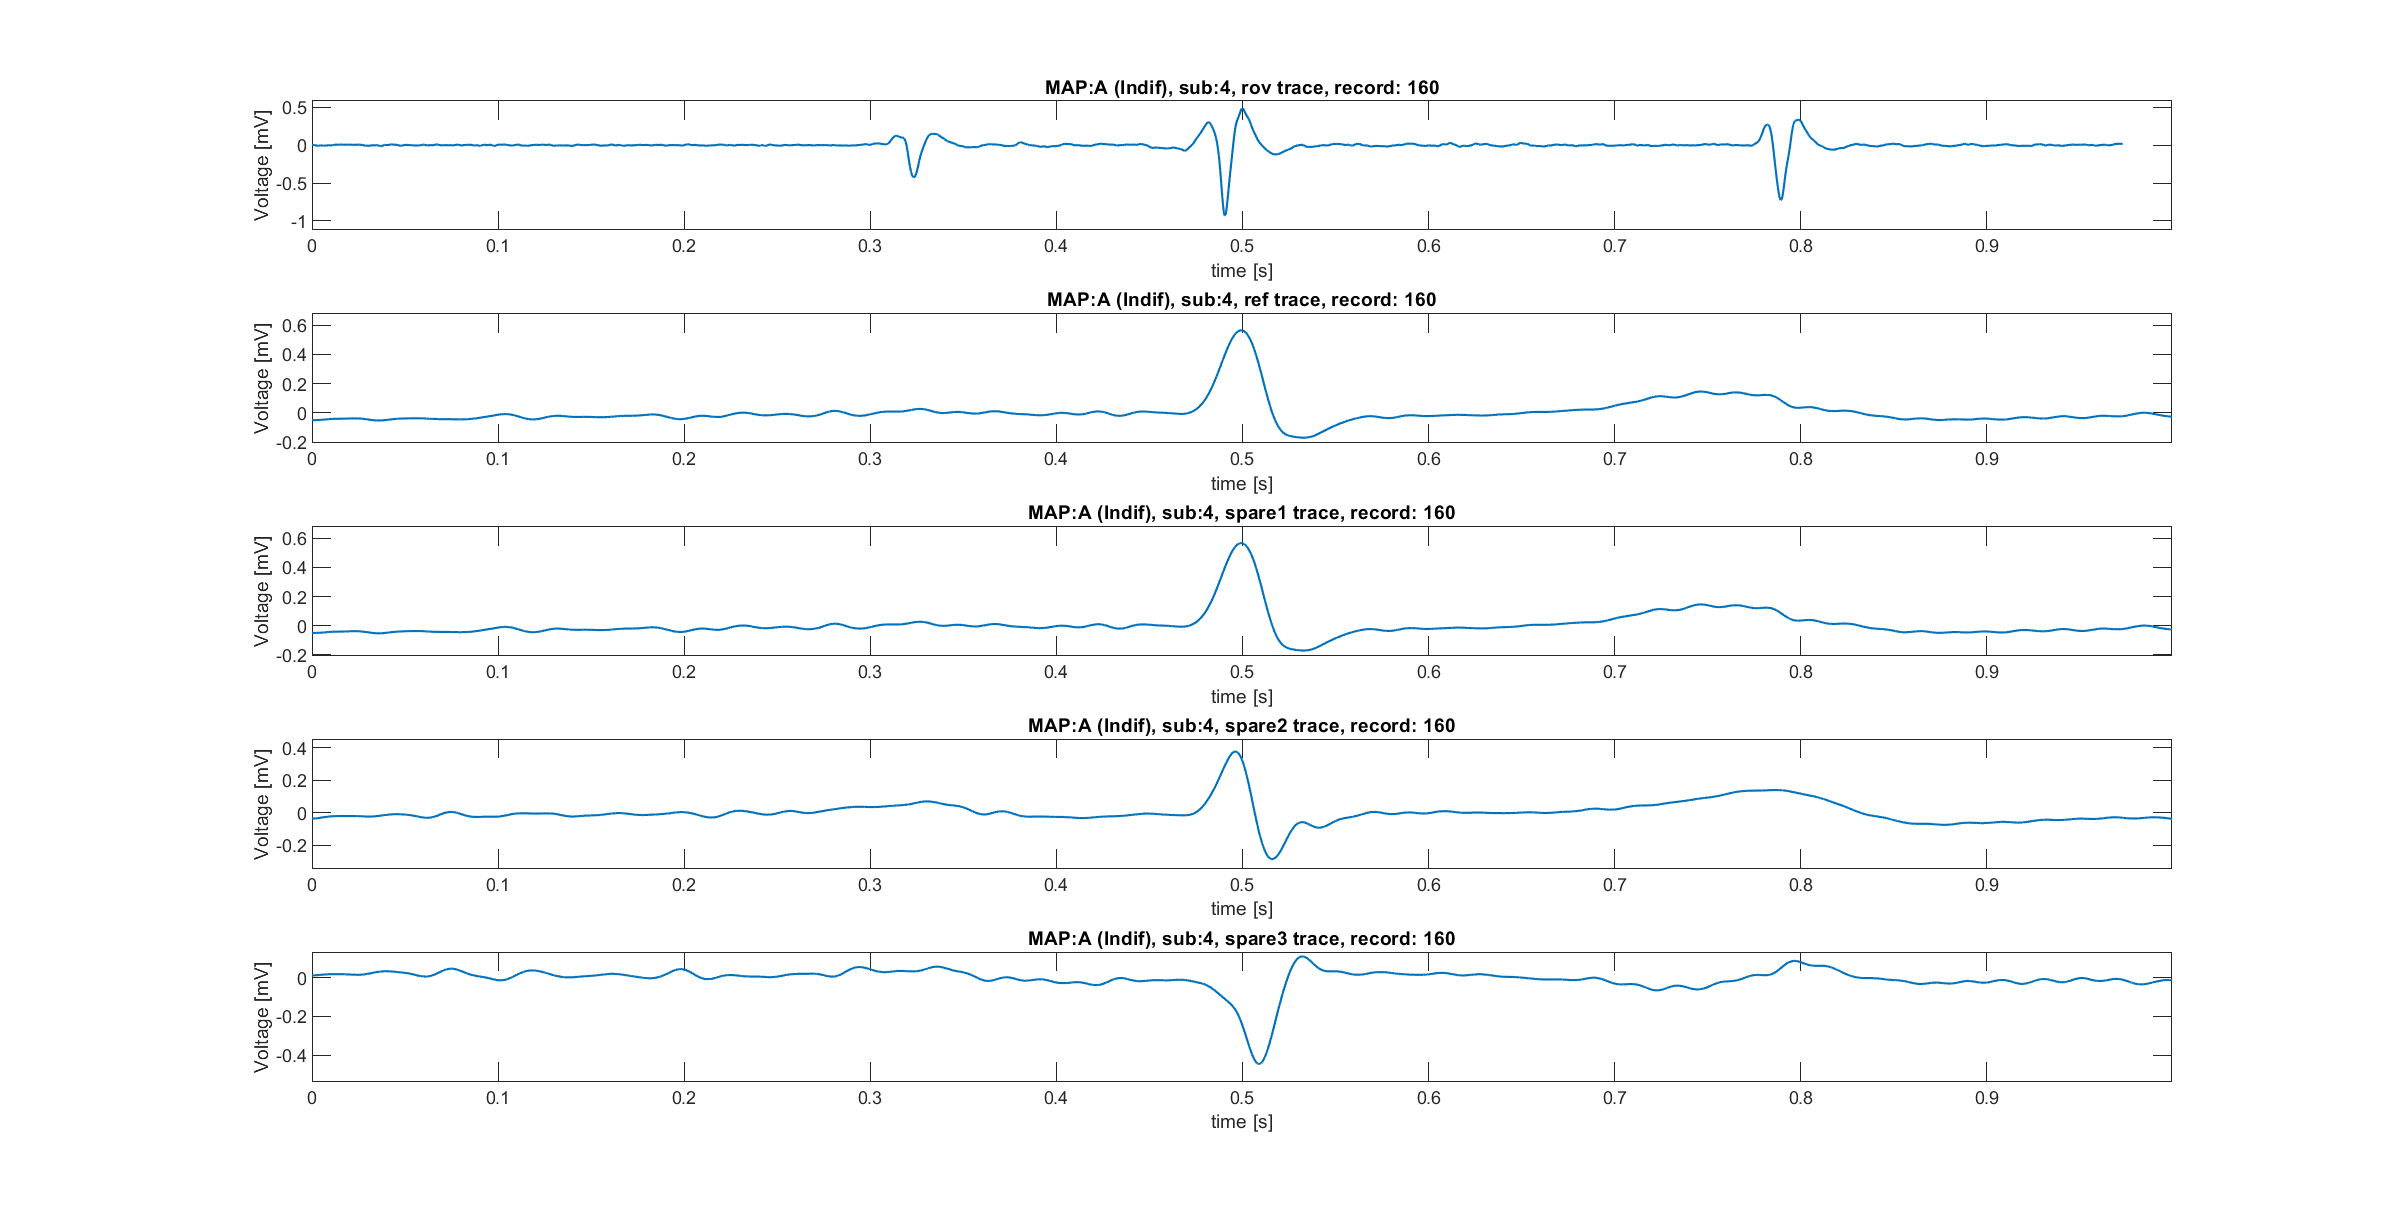 MAP:A (Indif), sub:4, rov trace, record: 160
Voltage [mV]
0.5
0
-0.5
-1
0 0.1 0.2 0.3 0.4 0.5 0.6 0.7 0.8 0.9
time [s]
MAP:A (Indif), sub:4, ref trace, record: 160
Voltage [mV]
0.6
0.4
0.2
0
-0.2
0 0.1 0.2 0.3 0.4 0.5 0.6 0.7 0.8 0.9
time [s]
MAP:A (Indif), sub:4, spare1 trace, record: 160
Voltage [mV]
0.6
0.4
0.2
0
-0.2
0 0.1 0.2 0.3 0.4 0.5 0.6 0.7 0.8 0.9
time [s]
MAP:A (Indif), sub:4, spare2 trace, record: 160
Voltage [mV]
0.4
0.2
0
-0.2
0 0.1 0.2 0.3 0.4 0.5 0.6 0.7 0.8 0.9
time [s]
MAP:A (Indif), sub:4, spare3 trace, record: 160
Voltage [mV]
0
-0.2
-0.4
0 0.1 0.2 0.3 0.4 0.5 0.6 0.7 0.8 0.9
time [s]